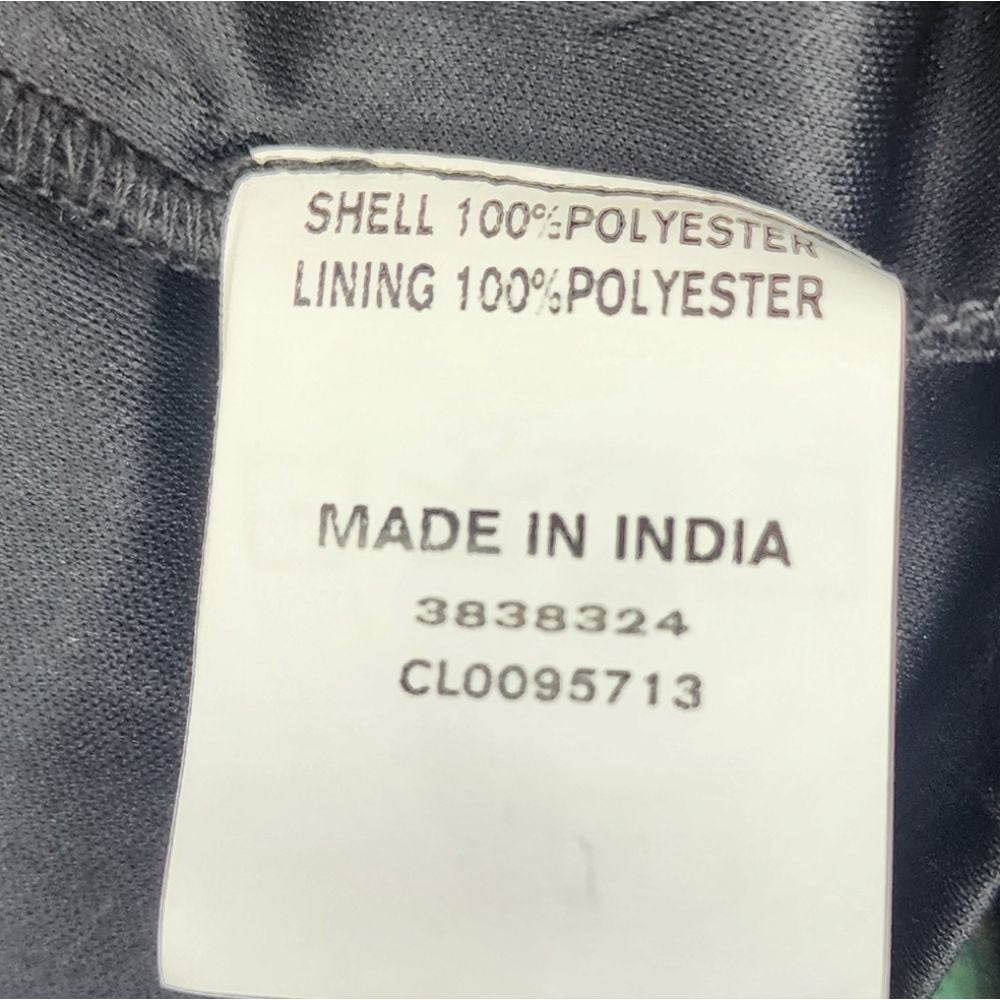 SHELL 100%POLYESTER
LINING 100%POLYESTER
MADE IN INDIA
3838324
CL0095713